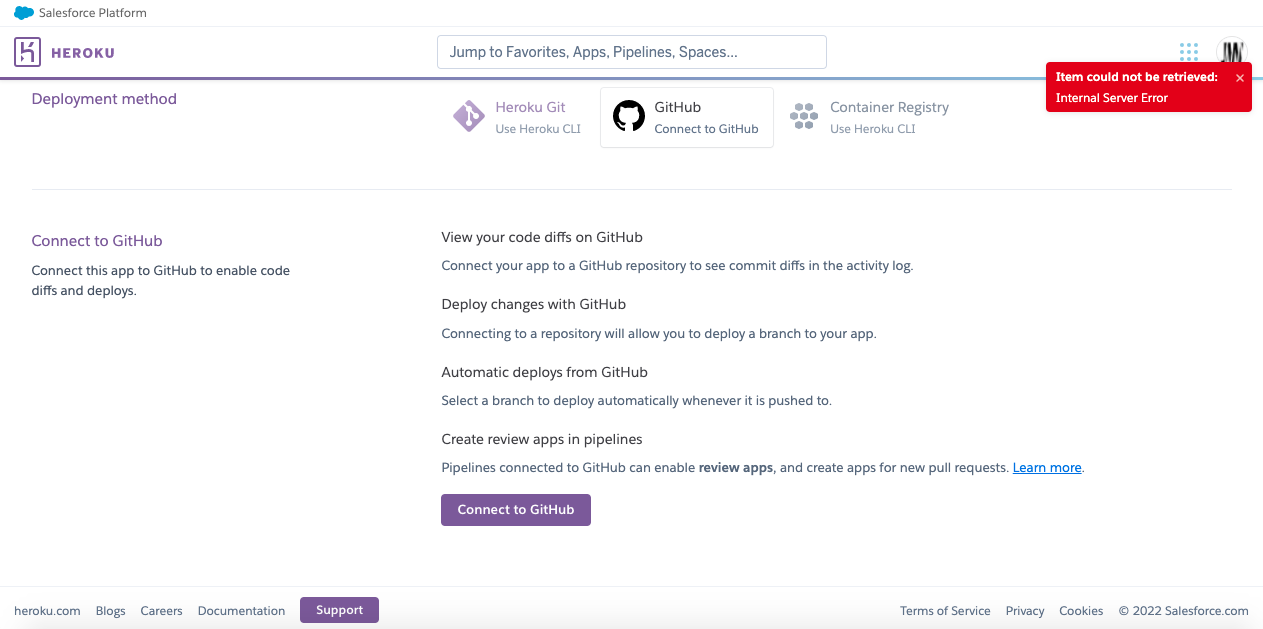 Salesforce Platform
HEROKU
Jump to Favorites, Apps, Pipelines, Spaces...
JW
Item could not be retrieved: ×
Internal Server Error
Deployment method
Heroku Git
Use Heroku CLI
GitHub
Connect to GitHub
Container Registry
Use Heroku CLI
Connect to GitHub
Connect this app to GitHub to enable code
diffs and deploys.
View your code diffs on GitHub
Connect your app to a GitHub repository to see commit diffs in the activity log.
Deploy changes with GitHub
Connecting to a repository will allow you to deploy a branch to your app.
Automatic deploys from GitHub
Select a branch to deploy automatically whenever it is pushed to.
Create review apps in pipelines
Pipelines connected to GitHub can enable review apps, and create apps for new pull requests. Learn more.
Connect to GitHub
heroku.com Blogs Careers Documentation Support
Terms of Service Privacy Cookies © 2022 Salesforce.com